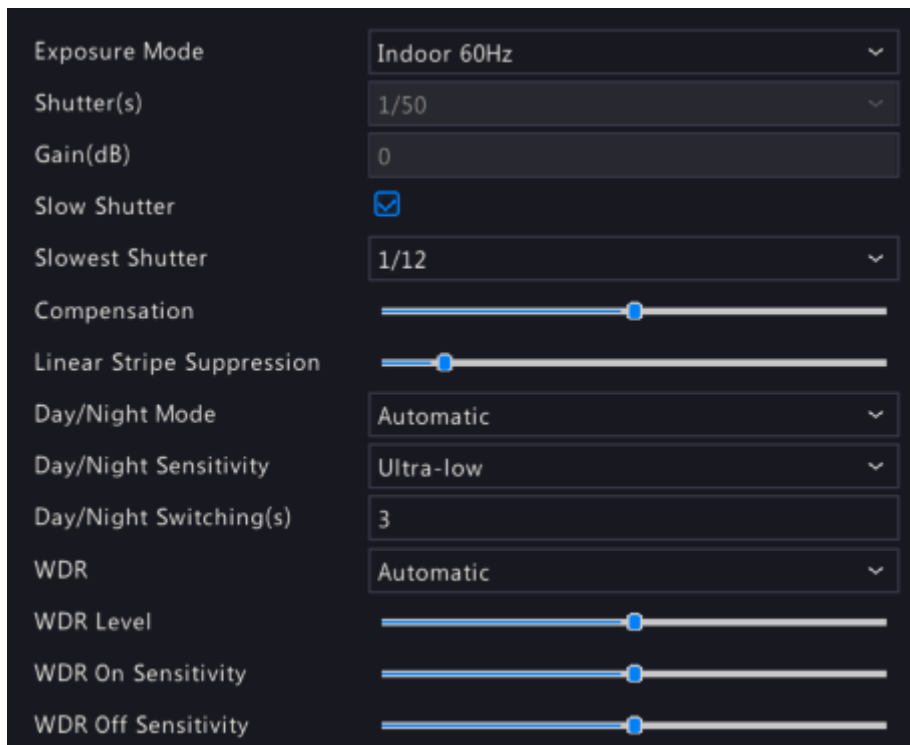 Exposure Mode Indoor 60Hz
Shutter(s) 1/50
Gain(dB) 0
Slow Shutter
Slowest Shutter 1/12
Compensation
Linear Stripe Suppression
Day/Night Mode Automatic
Day/Night Sensitivity Ultra-low
Day/Night Switching(s) 3
WDR Automatic
WDR Level
WDR On Sensitivity
WDR Off Sensitivity